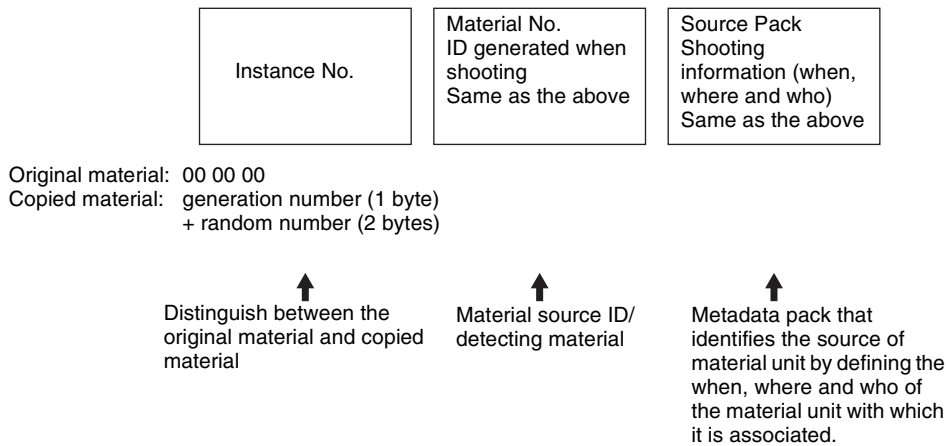 Instance No.
Material No.
ID generated when
shooting
Same as the above
Source Pack
Shooting
information (when,
where and who)
Same as the above
Original material: 00 00 00
Copied material: generation number (1 byte)
+ random number (2 bytes)
Distinguish between the
original material and copied
material
Material source ID/
detecting material
Metadata pack that
identifies the source of
material unit by defining the
when, where and who of
the material unit with which
it is associated.